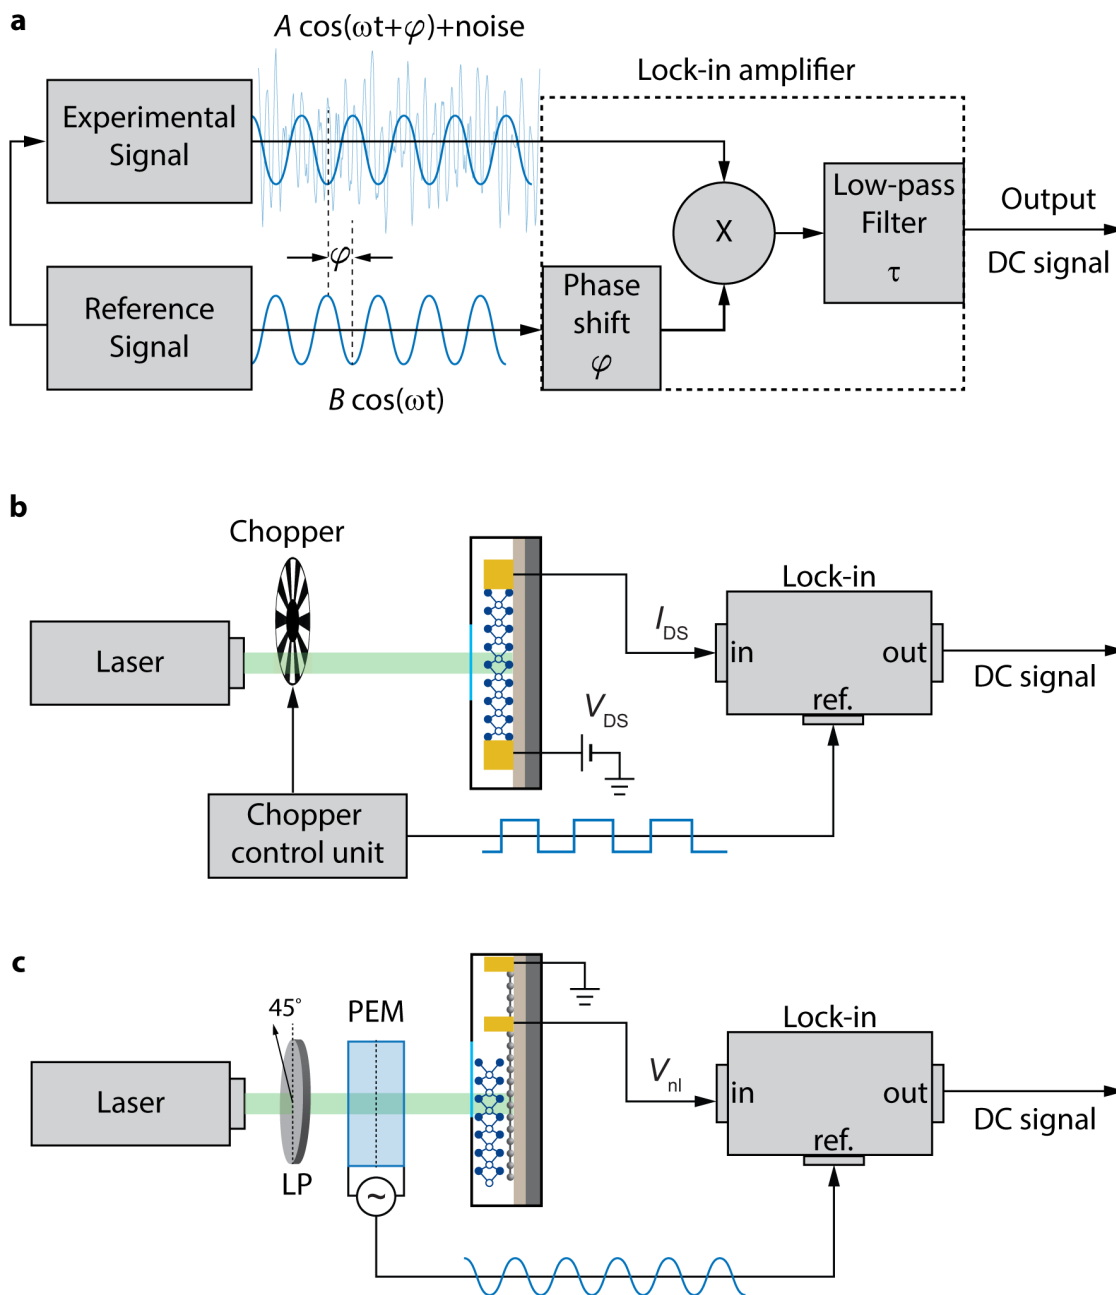 a
A cos(ωt+φ)+noise
Lock-in amplifier
Experimental
Signal
φ
Reference
Signal
B cos(ωt)
Phase
shift
φ
X
Low-pass
Filter
τ
Output
DC signal
b
Chopper
Laser
Chopper
control unit
I_DS
V_DS
Lock-in
in
out
ref.
DC signal
c
45°
PEM
Laser
LP
~
V_nl
Lock-in
in
out
ref.
DC signal